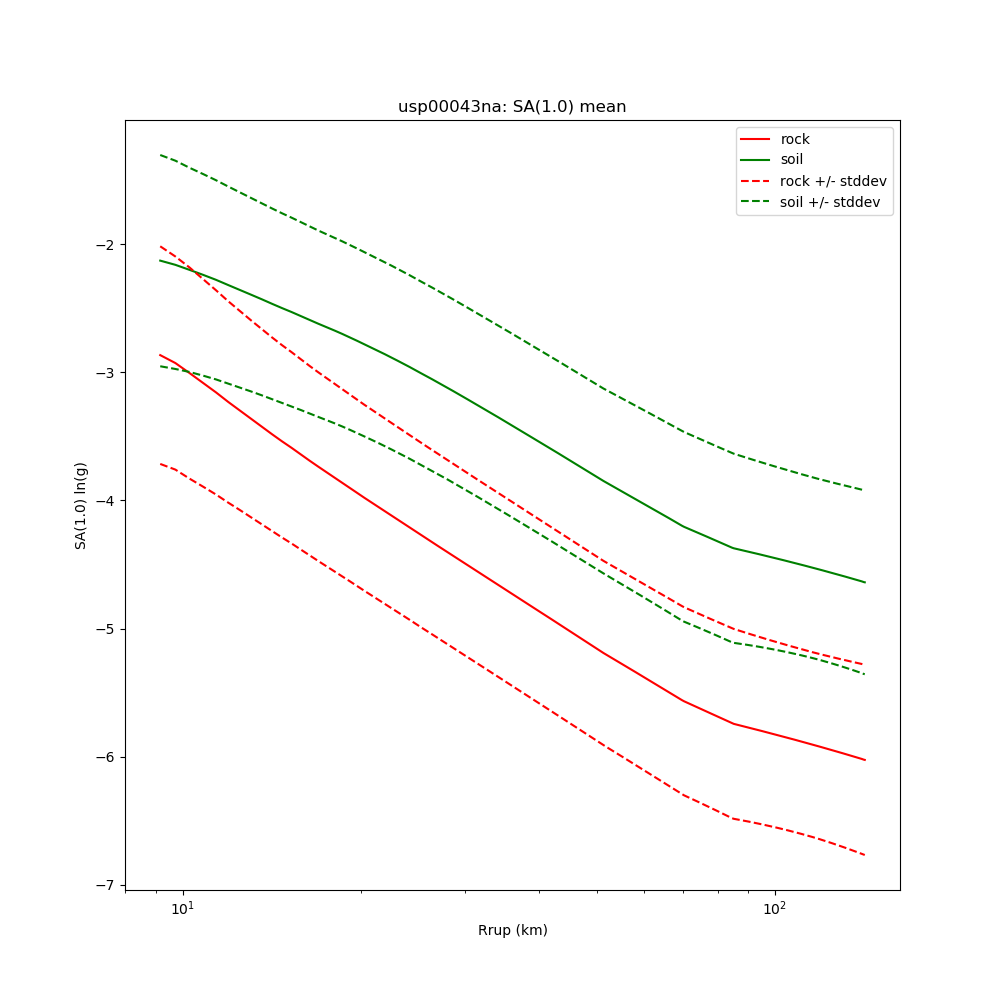 usp00043na: SA(1.0) mean
rock
soil
rock +/- stddev
soil +/- stddev
−2
−3
−4
−5
−6
−7
SA(1.0) ln(g)
10¹
10²
Rrup (km)